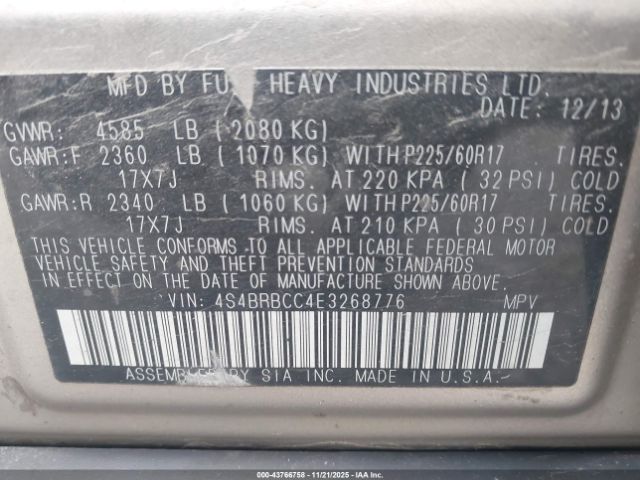 MFD BY FU HEAVY INDUSTRIES LTD.
DATE: 12/13
GVWR: 4585 LB (2080 KG)
GAWR:F 2360 LB (1070 KG) WITH P225/60R17 TIRES.
17X7J RIMS. AT 220 KPA (32 PSI) COLD
GAWR:R 2340 LB (1060 KG) WITH P225/60R17 TIRES.
17X7J RIMS. AT 210 KPA (30 PSI) COLD
THIS VEHICLE CONFORMS TO ALL APPLICABLE FEDERAL MOTOR
VEHICLE SAFETY AND THEFT PREVENTION STANDARDS
IN EFFECT ON THE DATE OF MANUFACTURE SHOWN ABOVE.
VIN: 4S4BRBCC4E3268776 MPV
ASSEMBLED BY SIA INC. MADE IN U.S.A.
000-43766758 - 11/21/2025 - IAAI.COM